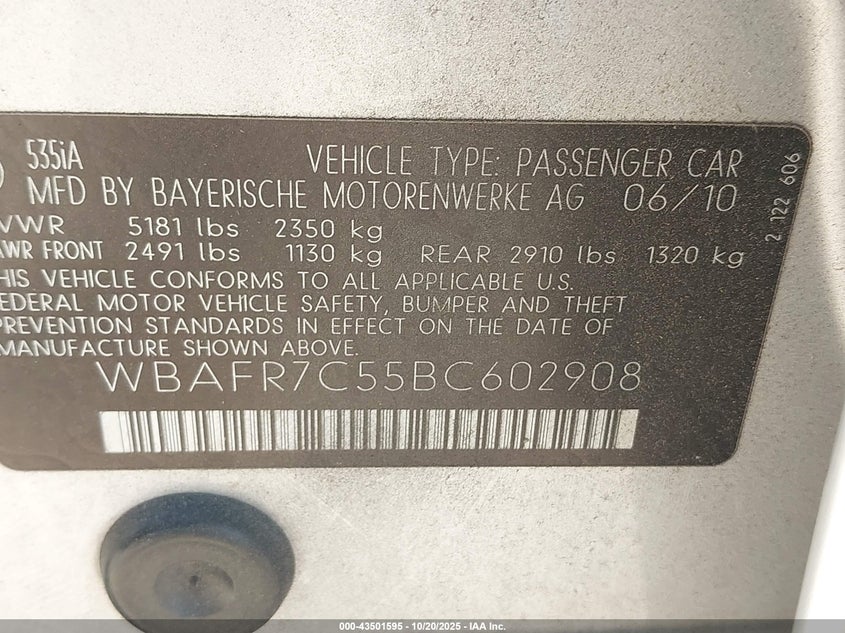 535iA
VEHICLE TYPE: PASSENGER CAR
MFD BY BAYERISCHE MOTORENWERKE AG 06/10
VWR 5181 lbs 2350 kg
AWR FRONT 2491 lbs 1130 kg REAR 2910 lbs 1320 kg
HIS VEHICLE CONFORMS TO ALL APPLICABLE U.S.
EDERAL MOTOR VEHICLE SAFETY, BUMPER AND THEFT
PREVENTION STANDARDS IN EFFECT ON THE DATE OF
MANUFACTURE SHOWN ABOVE.
WBAFR7C55BC602908
2 122 606
000-43501595 - 10/20/2025 - IAA Inc.